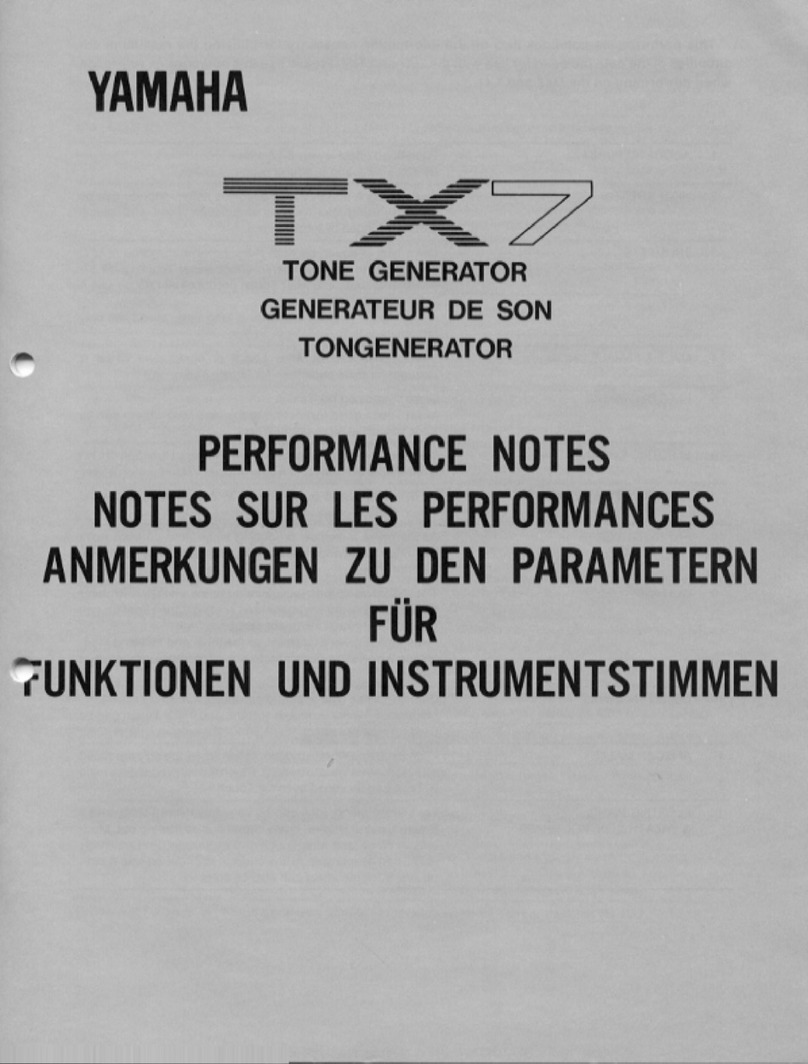 YAMAHA
TX7
TONE GENERATOR
GENERATEUR DE SON
TONGENERATOR
PERFORMANCE NOTES
NOTES SUR LES PERFORMANCES
ANMERKUNGEN ZU DEN PARAMETERN
FÜR
FUNKTIONEN UND INSTRUMENTSTIMMEN